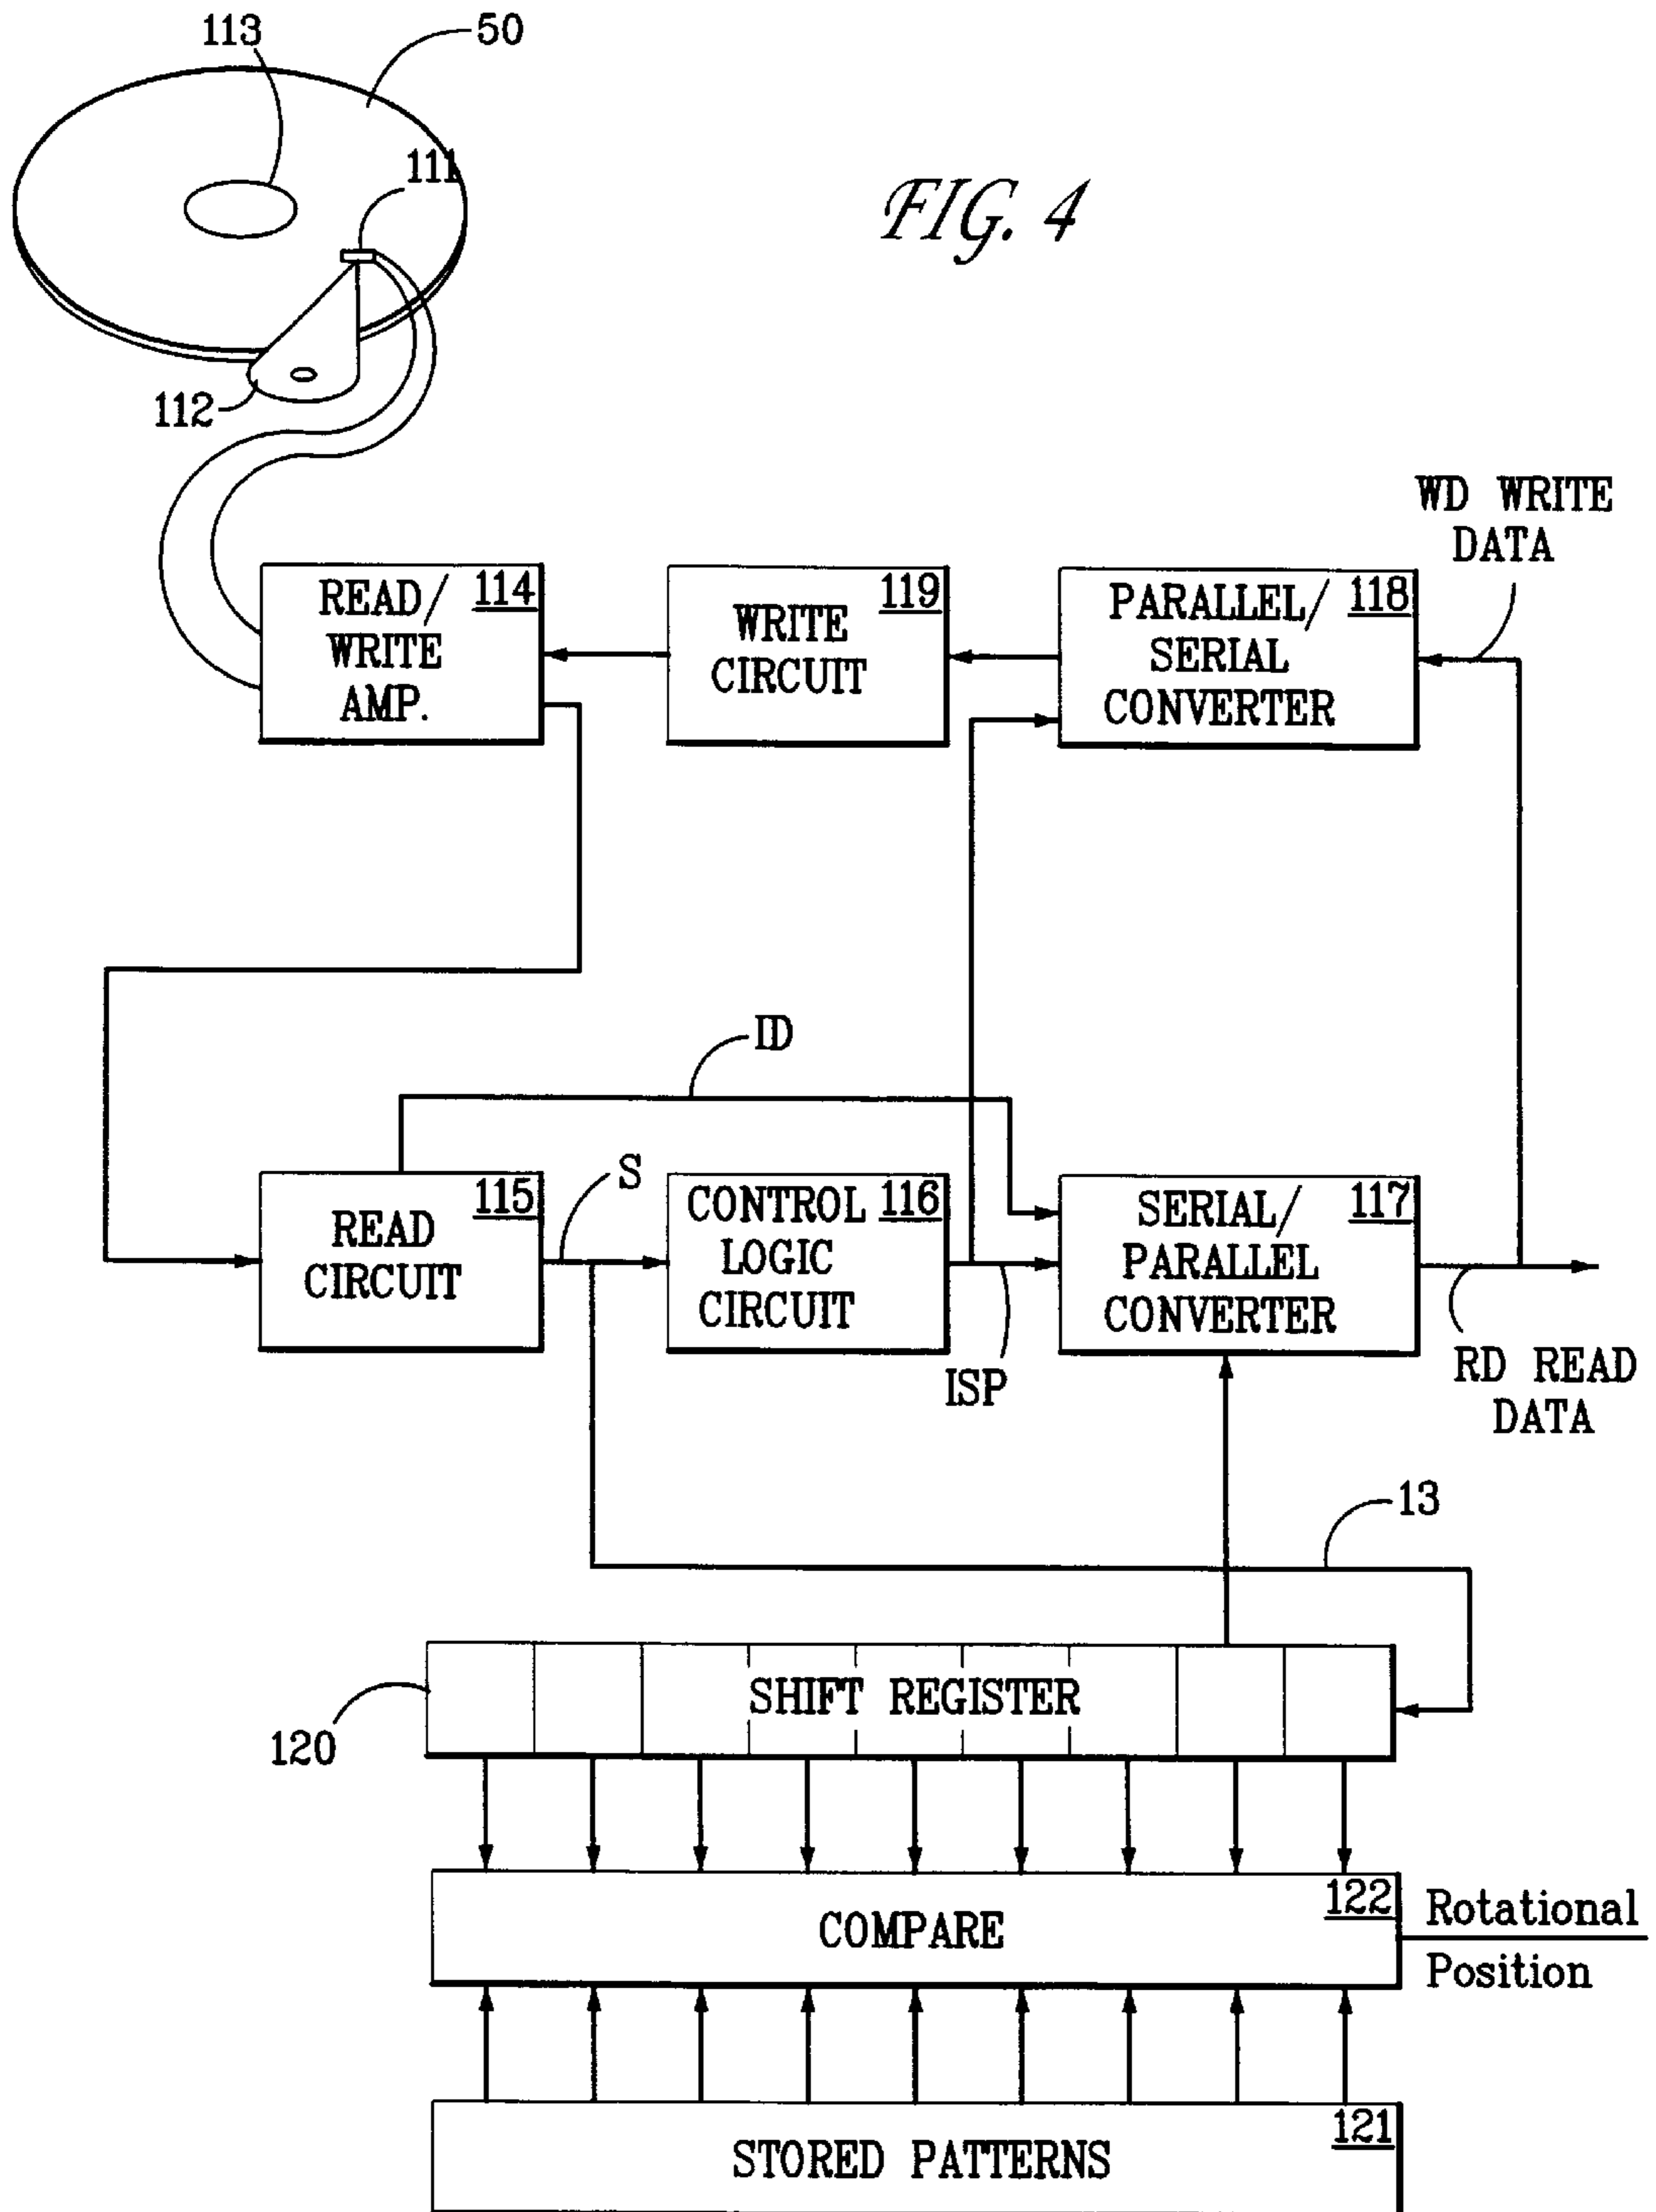 113
50
111
FIG. 4
112
WD WRITE
DATA
READ/
WRITE
AMP.
114
WRITE
CIRCUIT
119
PARALLEL/
SERIAL
CONVERTER
118
ID
S
READ
CIRCUIT
115
CONTROL
LOGIC
CIRCUIT
116
SERIAL/
PARALLEL
CONVERTER
117
ISP
RD READ
DATA
13
SHIFT REGISTER
120
COMPARE
122
Rotational
Position
STORED PATTERNS
121